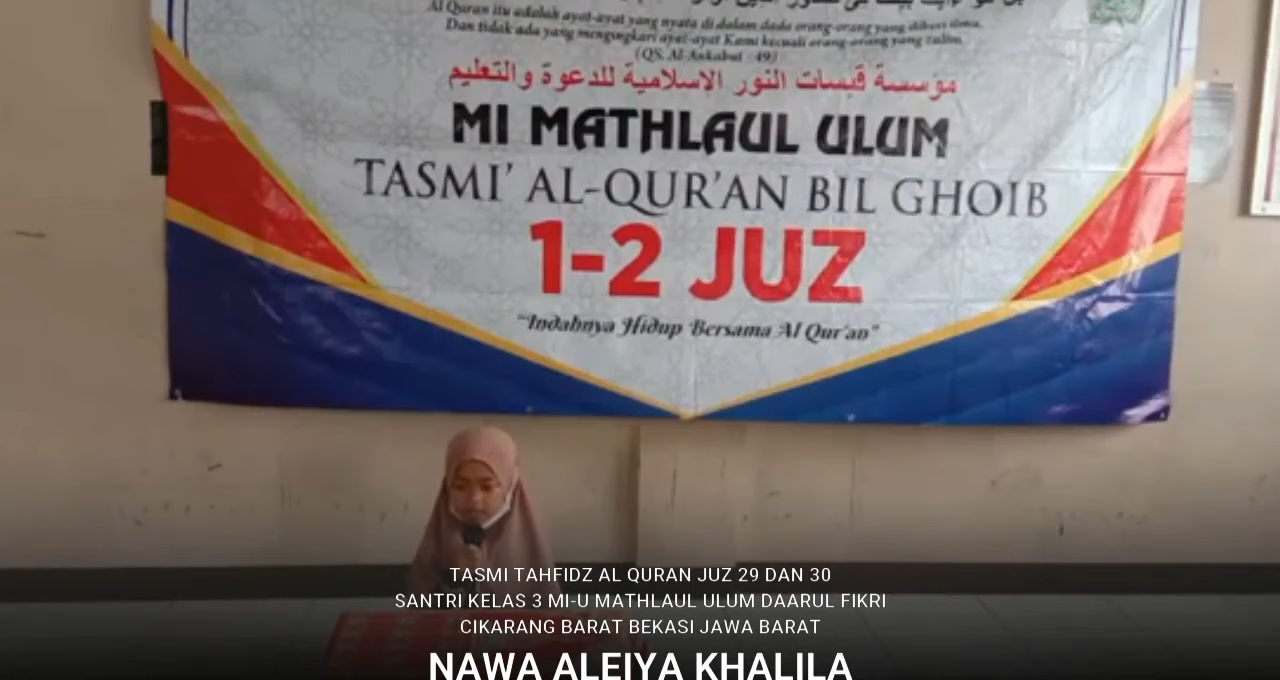 Al Quran itu adalah ayat-ayat yang nyata di dalam dada orang-orang yang diberi ilmu.
Dan tidak ada yang mengingkari ayat-ayat Kami kecuali orang-orang yang zalim.
(QS. Al-Ankabut : 49)
مؤسسة قبسات النور الاسلامية للدعوة والتعليم
MI MATHLAUL ULUM
TASMI' AL-QUR'AN BIL GHOIB
1-2 JUZ
"Indahnya Hidup Bersama Al Qur'an"
TASMI TAHFIDZ AL QURAN JUZ 29 DAN 30
SANTRI KELAS 3 MI-U MATHLAUL ULUM DAARUL FIKRI
CIKARANG BARAT BEKASI JAWA BARAT
NAWA ALEIYA KHALILA